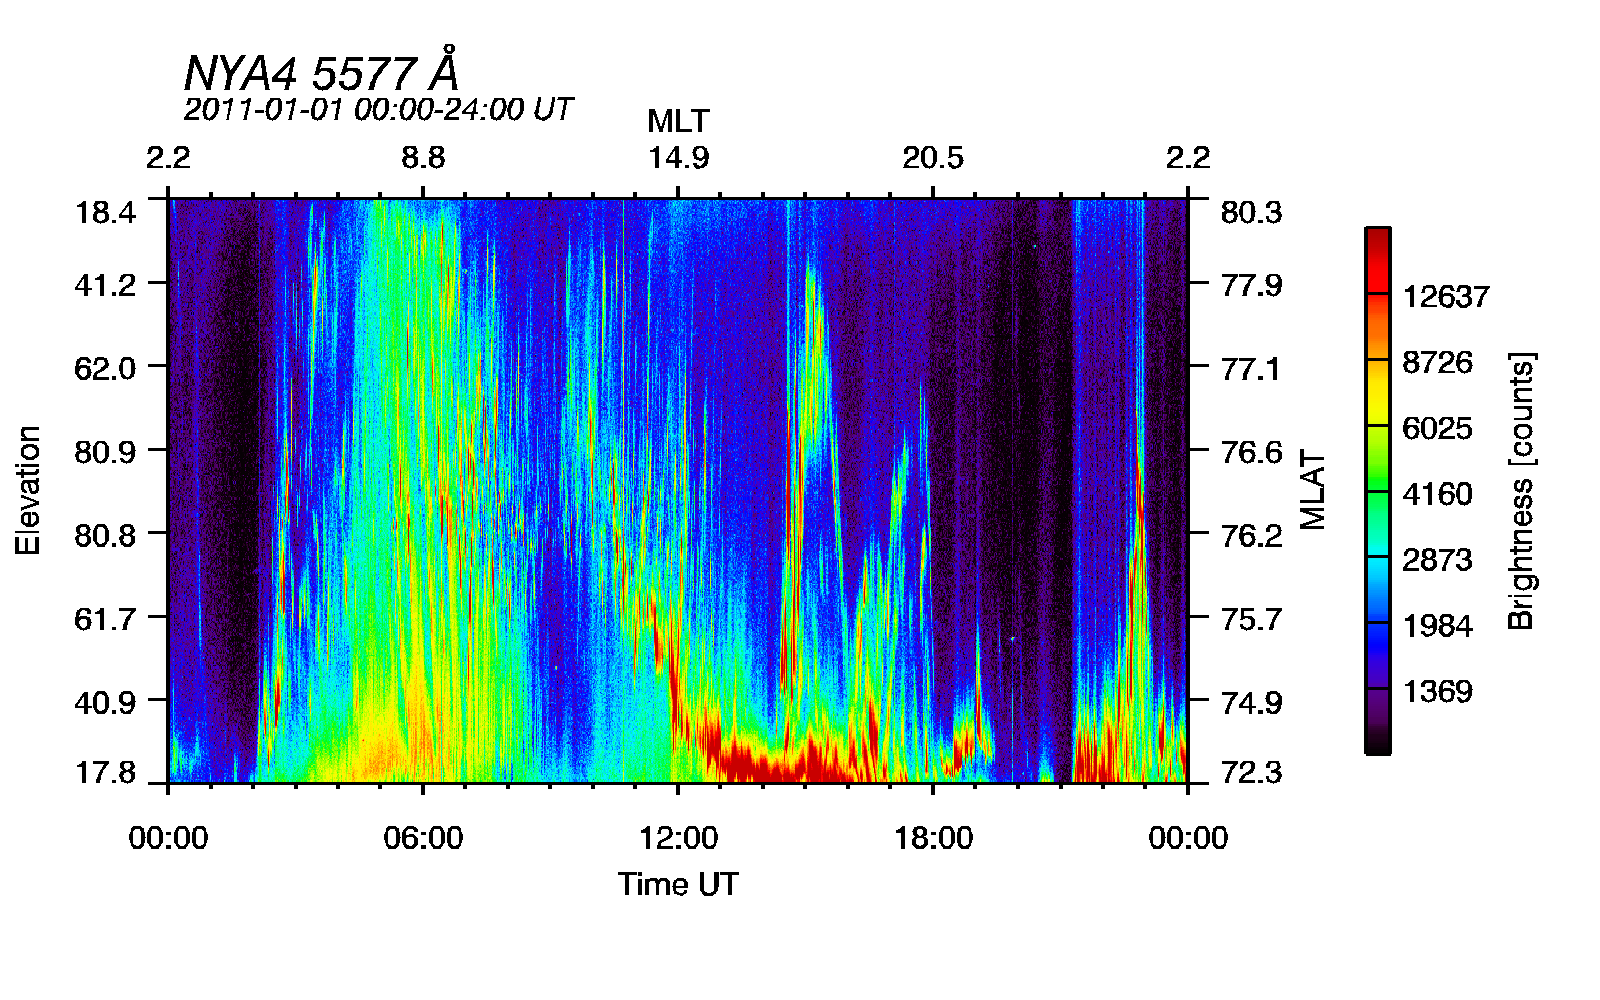 NYA4 5577 Å
2011-01-01 00:00-24:00 UT
MLT
2.2 8.8 14.9 20.5 2.2
18.4 80.3
41.2 77.9
62.0 77.1
80.9 76.6
80.8 76.2
61.7 75.7
40.9 74.9
17.8 72.3
Elevation
MLAT
12637
8726
6025
4160
2873
1984
1369
Brightness [counts]
00:00 06:00 12:00 18:00 00:00
Time UT